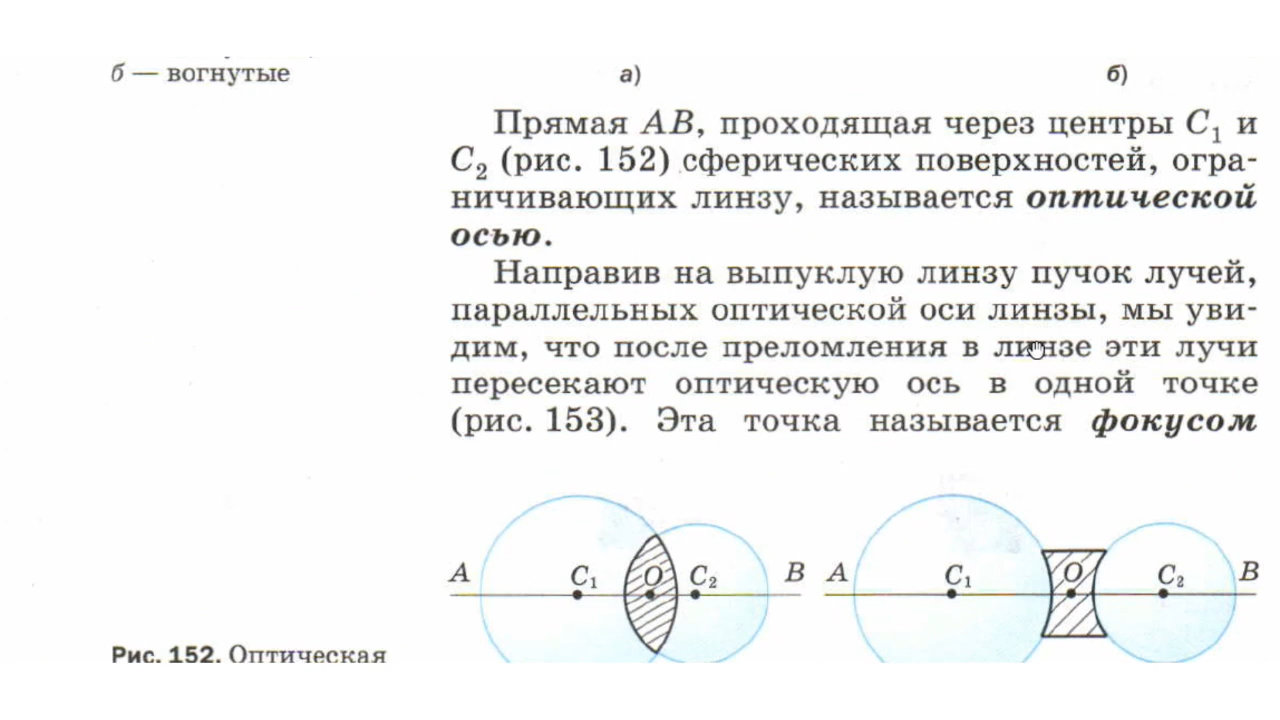 б — вогнутые
а)
б)
Прямая AB, проходящая через центры C₁ и
C₂ (рис. 152) сферических поверхностей, огра-
ничивающих линзу, называется оптической
осью.
Направив на выпуклую линзу пучок лучей,
параллельных оптической оси линзы, мы уви-
дим, что после преломления в линзе эти лучи
пересекают оптическую ось в одной точке
(рис. 153). Эта точка называется фокусом
A C₁ O C₂ B
A C₁ O C₂ B
Рис. 152. Оптическая